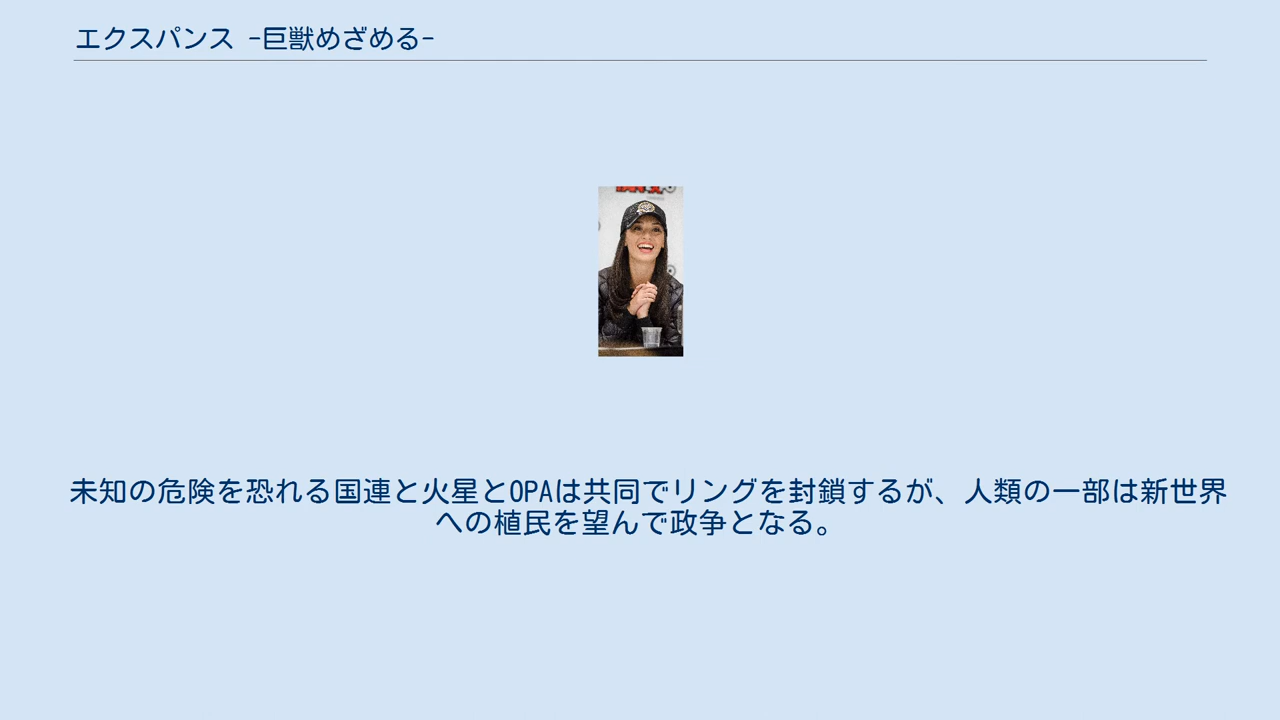 エクスパンス -巨獣めざめる-
未知の危険を恐れる国連と火星とOPAは共同でリングを封鎖するが、人類の一部は新世界
への植民を望んで政争となる。